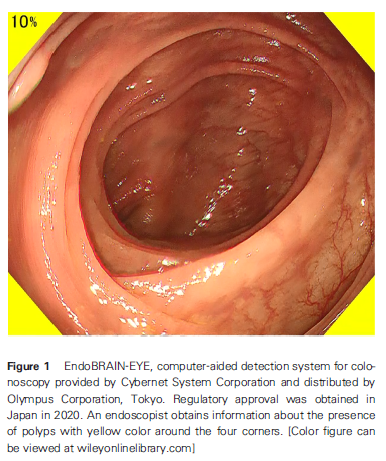 10%
Figure 1 EndoBRAIN-EYE, computer-aided detection system for colo-
noscopy provided by Cybernet System Corporation and distributed by
Olympus Corporation, Tokyo. Regulatory approval was obtained in
Japan in 2020. An endoscopist obtains information about the presence
of polyps with yellow color around the four corners. [Color figure can
be viewed at wileyonlinelibrary.com]